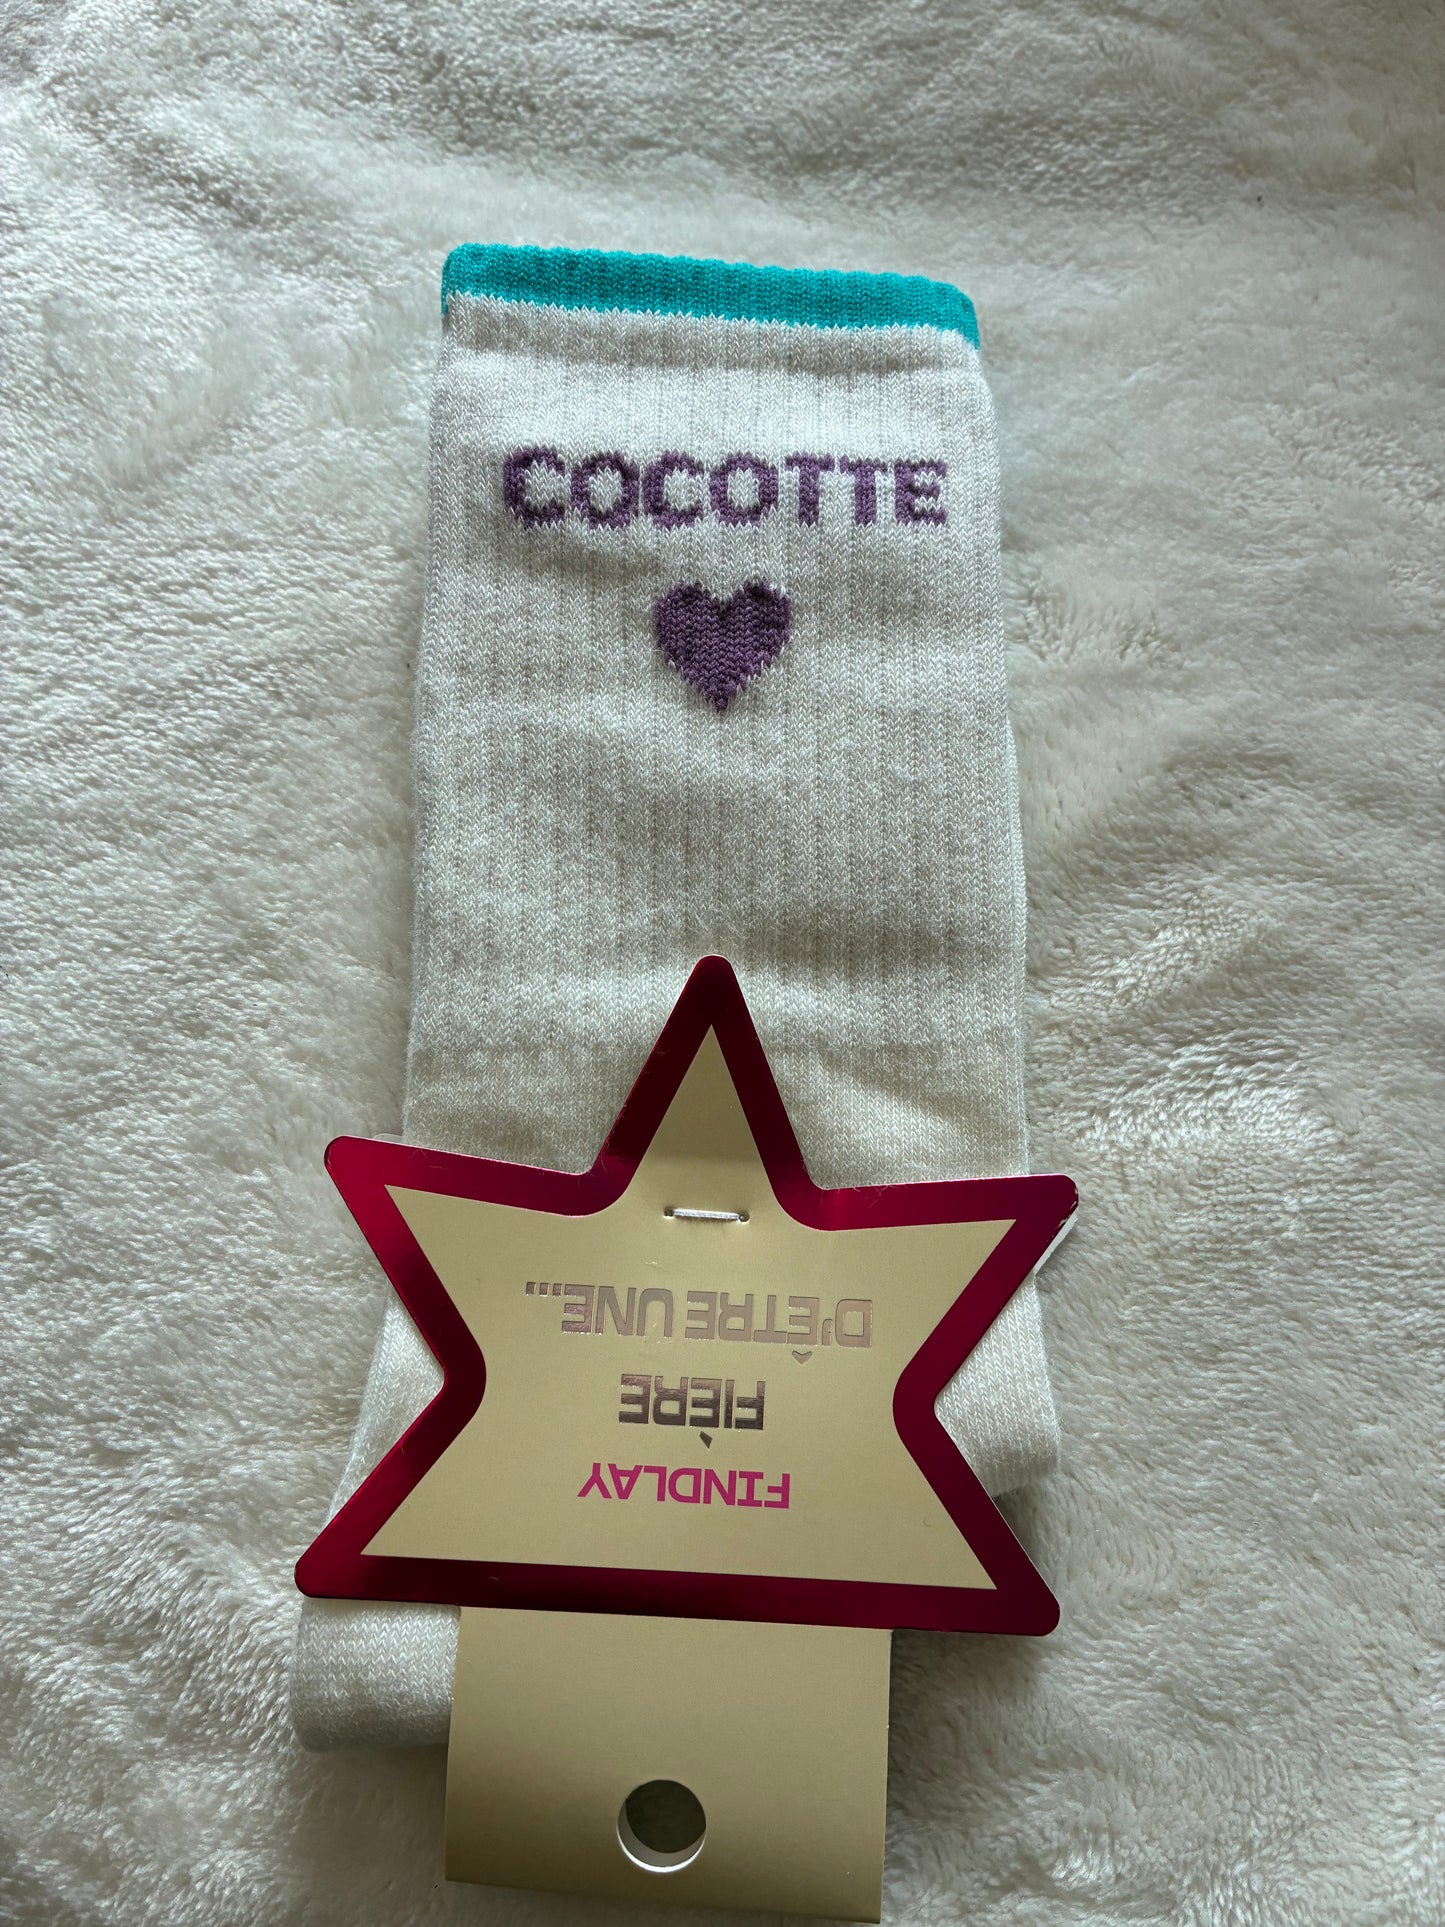 COCOTTE
FINDLAY
FIÈRE
D'ÊTRE UNE...